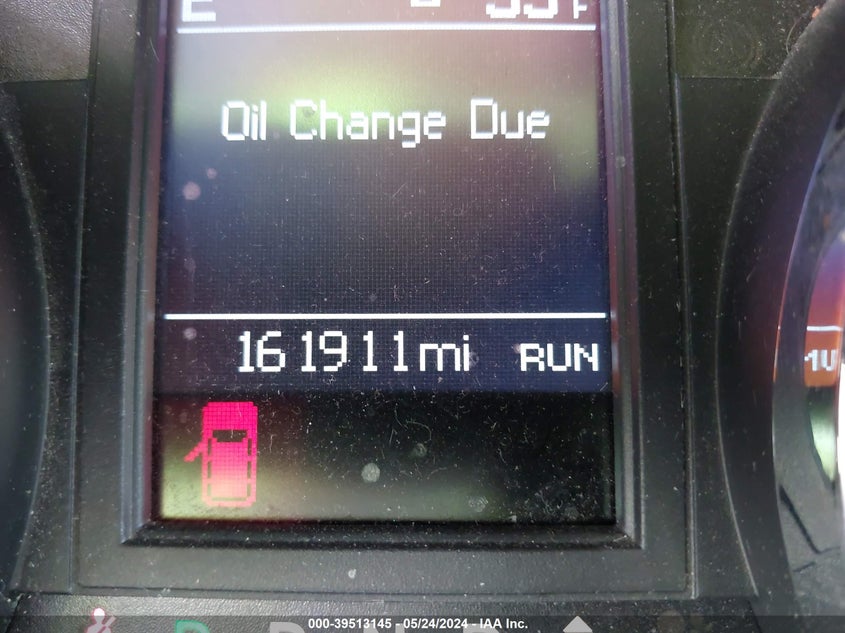 E
Oil Change Due
161911mi RUN
000-39513145 - 05/24/2024 - IAA Inc.